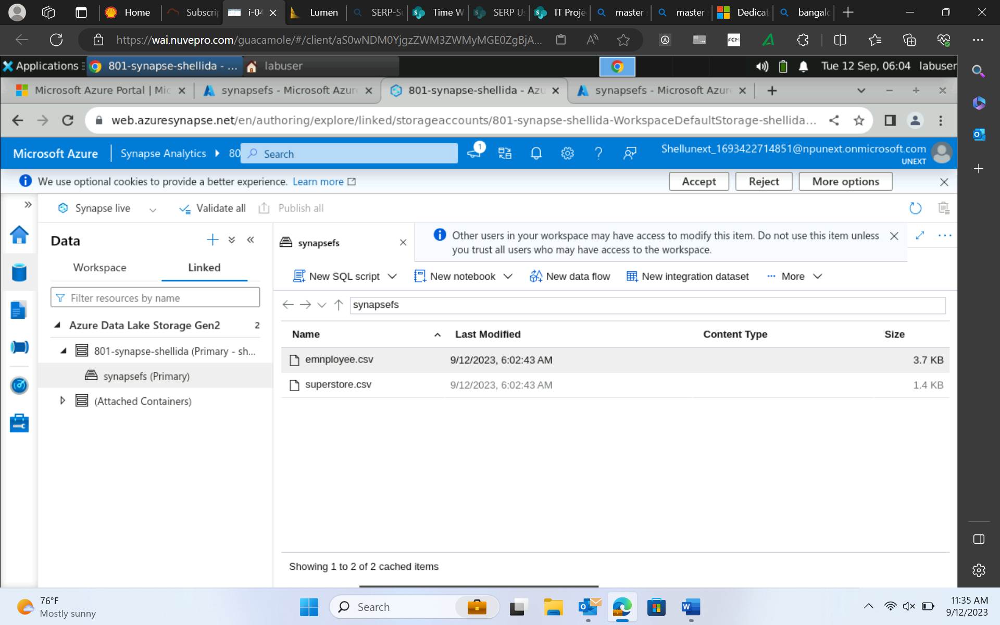 Home
Subscrip
i-04
Lumen
SERP-Su
Time W
SERP Us
IT Proje
master
master
Dedicat
bangalc
https://wai.nuvepro.com/guacamole/#/client/aS0wNDM0YjgzZWM3ZWMyMGE0ZgBjA...
FCM
Applications
801-synapse-shellida - ...
labuser
Tue 12 Sep, 06:04
labuser
Microsoft Azure Portal | Mic
synapsefs - Microsoft Azure
801-synapse-shellida - Azu
synapsefs - Microsoft Azure
web.azuresynapse.net/en/authoring/explore/linked/storageaccounts/801-synapse-shellida-WorkspaceDefaultStorage-shellida...
Microsoft Azure
Synapse Analytics
80
Search
1
Shellunext_1693422714851@npunext.onmicrosoft.com
UNEXT
We use optional cookies to provide a better experience. Learn more
Accept
Reject
More options
Synapse live
Validate all
Publish all
Data
Workspace
Linked
Filter resources by name
Azure Data Lake Storage Gen2 2
801-synapse-shellida (Primary - sh...
synapsefs (Primary)
(Attached Containers)
synapsefs
Other users in your workspace may have access to modify this item. Do not use this item unless
you trust all users who may have access to the workspace.
New SQL script
New notebook
New data flow
New integration dataset
More
synapsefs
Name Last Modified Content Type Size
emnployee.csv 9/12/2023, 6:02:43 AM 3.7 KB
superstore.csv 9/12/2023, 6:02:43 AM 1.4 KB
Showing 1 to 2 of 2 cached items
76°F
Mostly sunny
Search
11:35 AM
9/12/2023